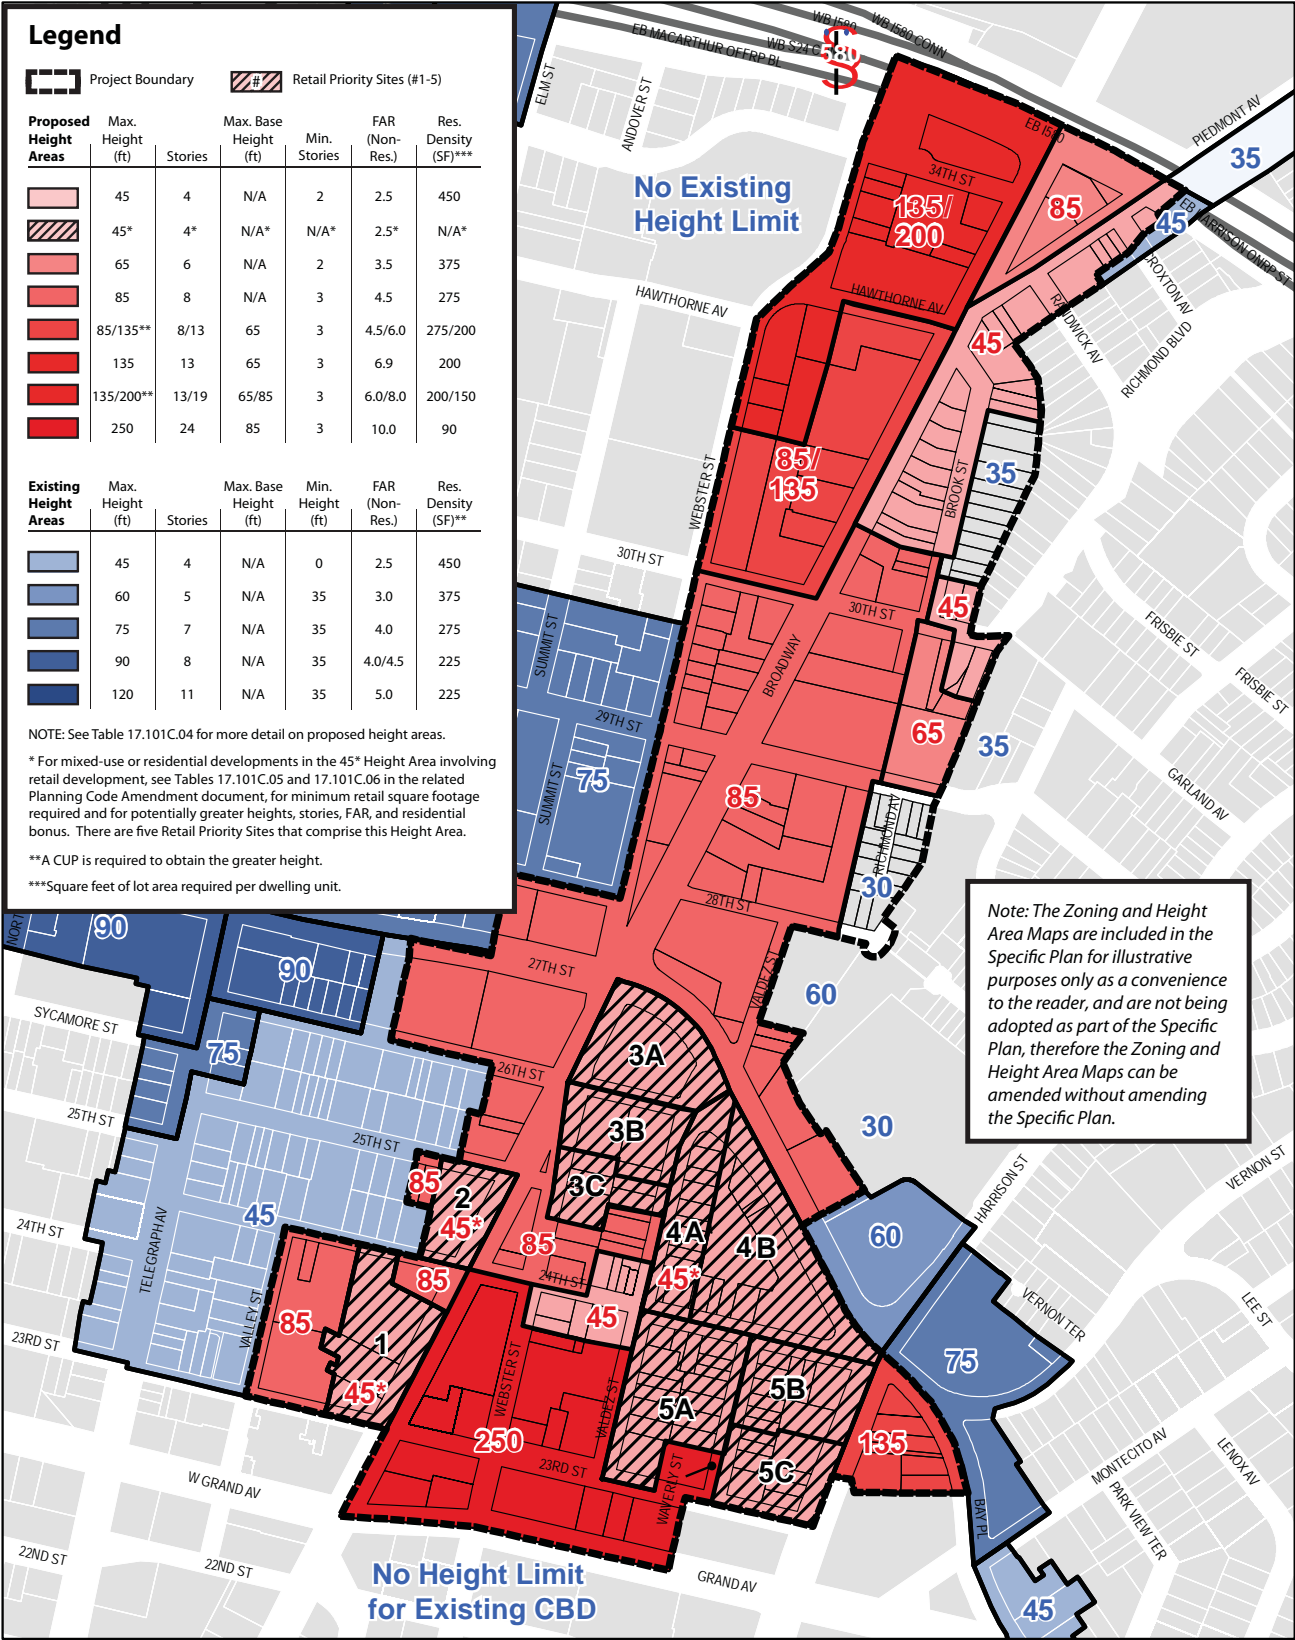 Legend
Project Boundary
# Retail Priority Sites (#1-5)
Proposed Height Areas | Max. Height (ft) | Stories | Max. Base Height (ft) | Min. Stories | FAR (Non-Res.) | Res. Density (SF)***
45 4 N/A 2 2.5 450
45* 4* N/A* N/A* 2.5* N/A*
65 6 N/A 2 3.5 375
85 8 N/A 3 4.5 275
85/135** 8/13 65 3 4.5/6.0 275/200
135 13 65 3 6.9 200
135/200** 13/19 65/85 3 6.0/8.0 200/150
250 24 85 3 10.0 90
Existing Height Areas | Max. Height (ft) | Stories | Max. Base Height (ft) | Min. Height (ft) | FAR (Non-Res.) | Res. Density (SF)**
45 4 N/A 0 2.5 450
60 5 N/A 35 3.0 375
75 7 N/A 35 4.0 275
90 8 N/A 35 4.0/4.5 225
120 11 N/A 35 5.0 225
NOTE: See Table 17.101C.04 for more detail on proposed height areas.
* For mixed-use or residential developments in the 45* Height Area involving
retail development, see Tables 17.101C.05 and 17.101C.06 in the related
Planning Code Amendment document, for minimum retail square footage
required and for potentially greater heights, stories, FAR, and residential
bonus. There are five Retail Priority Sites that comprise this Height Area.
**A CUP is required to obtain the greater height.
***Square feet of lot area required per dwelling unit.
WB I580
WB I580 CONN
EB MACARTHUR OFFRP BL
WB S24 C
580
ELM ST
ANDOVER ST
EB I580
PIEDMONT AV
35
34TH ST
No Existing
Height Limit
135/
200
85
45
EB HARRISON ONRP ST
CROXTON AV
HAWTHORNE AV
HAWTHORNE AV
RANDWICK AV
RICHMOND BLVD
45
85/
135
35
BROOK ST
WEBSTER ST
30TH ST
30TH ST
45
SUMMIT ST
BROADWAY
FRISBIE ST
FRISBIE ST
29TH ST
65
35
75
SUMMIT ST
85
GARLAND AV
RICHMOND AV
30
28TH ST
Note: The Zoning and Height
Area Maps are included in the
Specific Plan for illustrative
purposes only as a convenience
to the reader, and are not being
adopted as part of the Specific
Plan, therefore the Zoning and
Height Area Maps can be
amended without amending
the Specific Plan.
NORT
90
90
27TH ST
VALDEZ ST
60
SYCAMORE ST
75
26TH ST
3A
25TH ST
25TH ST
3B
30
85
2
45*
3C
HARRISON ST
VERNON ST
24TH ST
TELEGRAPH AV
45
85
4A
45*
4B
60
85
24TH ST
VERNON TER
LEE ST
23RD ST
VALLEY ST
85
1
45*
45
WEBSTER ST
VALDEZ ST
75
5A
5B
250
23RD ST
135
5C
WAVERLY ST
MONTECITO AV
LENOX AV
W GRAND AV
BAY PL
PARK VIEW TER
22ND ST
22ND ST
No Height Limit
for Existing CBD
GRAND AV
45